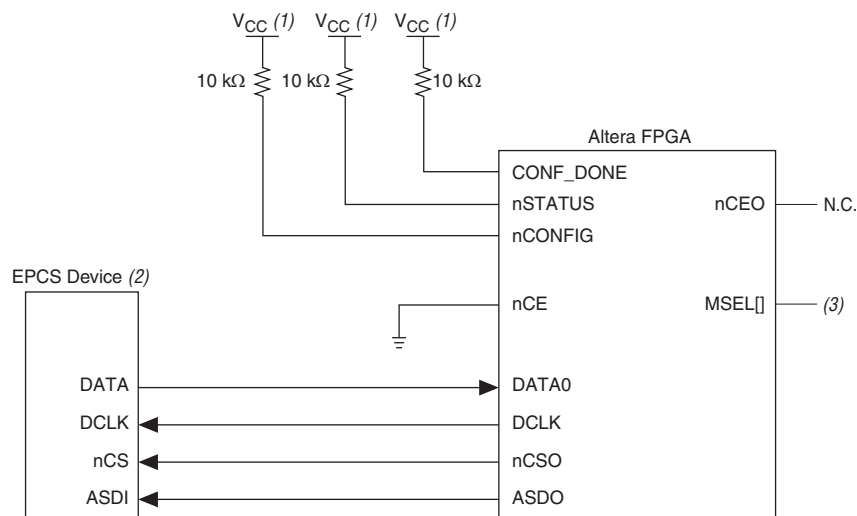 VCC (1) VCC (1) VCC (1)
10 kΩ 10 kΩ 10 kΩ
Altera FPGA
CONF_DONE
nSTATUS nCEO N.C.
nCONFIG
EPCS Device (2)
nCE MSEL[] (3)
DATA DATA0
DCLK DCLK
nCS nCSO
ASDI ASDO